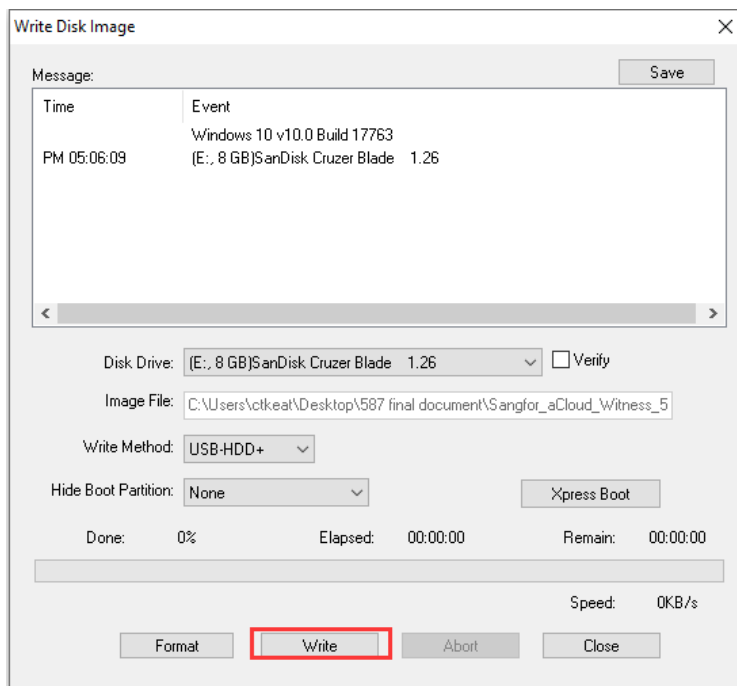 Write Disk Image
Message:
Save
Time Event
Windows 10 v10.0 Build 17763
PM 05:06:09 (E:, 8 GB)SanDisk Cruzer Blade 1.26
Disk Drive: (E:, 8 GB)SanDisk Cruzer Blade 1.26 Verify
Image File: C:\Users\ctkeat\Desktop\587 final document\Sangfor_aCloud_Witness_5
Write Method: USB-HDD+
Hide Boot Partition: None Xpress Boot
Done: 0% Elapsed: 00:00:00 Remain: 00:00:00
Speed: 0KB/s
Format Write Abort Close